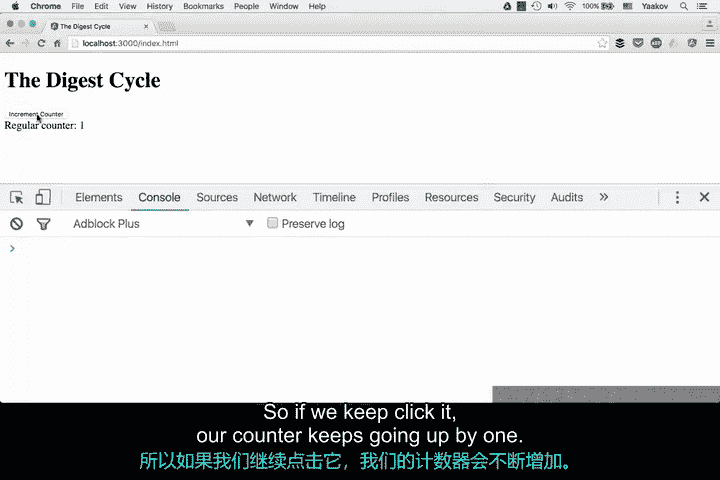 Chrome File Edit View History Bookmarks People Window Help 100% Yaakov
The Digest Cycle
localhost:3000/index.html
The Digest Cycle
Increment Counter
Regular counter: 1
Elements Console Sources Network Timeline Profiles Resources Security Audits
Adblock Plus Preserve log
So if we keep click it,
our counter keeps going up by one.
所以如果我们继续点击它，我们的计数器会不断增加。